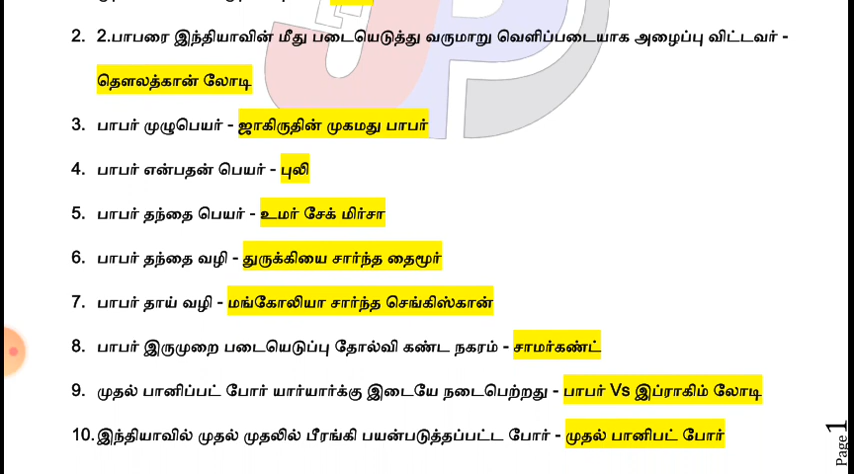 2. 2.பாபரை இந்தியாவின் மீது படையெடுத்து வருமாறு வெளிப்படையாக அழைப்பு விட்டவர் -
தௌலத்கான் லோடி
3. பாபர் முழுபெயர் - ஜாகிருதின் முகமது பாபர்
4. பாபர் என்பதன் பெயர் - புலி
5. பாபர் தந்தை பெயர் - உமர் சேக் மிர்சா
6. பாபர் தந்தை வழி - துருக்கியை சார்ந்த தைமூர்
7. பாபர் தாய் வழி - மங்கோலியா சார்ந்த செங்கிஸ்கான்
8. பாபர் இருமுறை படையெடுப்பு தோல்வி கண்ட நகரம் - சாமர்கண்ட்
9. முதல் பானிப்பட் போர் யார்யார்க்கு இடையே நடைபெற்றது - பாபர் Vs இப்ராகிம் லோடி
10. இந்தியாவில் முதல் முதலில் பீரங்கி பயன்படுத்தப்பட்ட போர் - முதல் பானிபட் போர்
Page 1